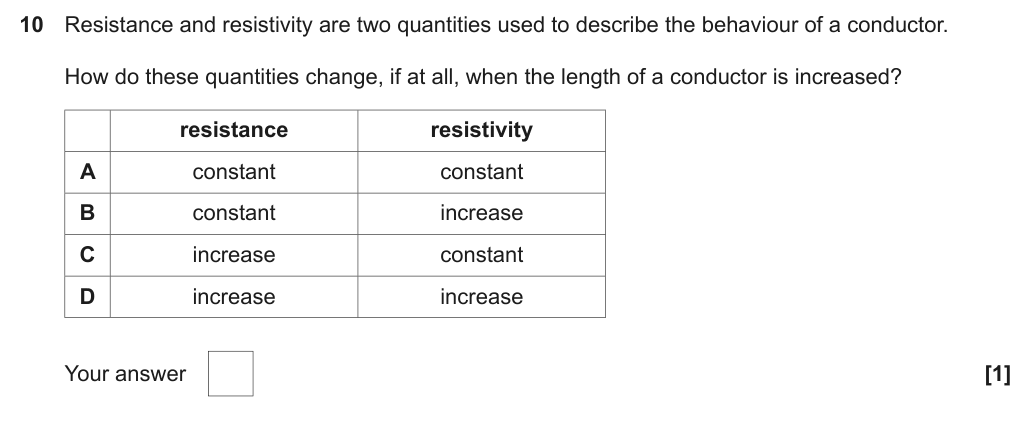 10 Resistance and resistivity are two quantities used to describe the behaviour of a conductor.
How do these quantities change, if at all, when the length of a conductor is increased?
resistance resistivity
A constant constant
B constant increase
C increase constant
D increase increase
Your answer [1]